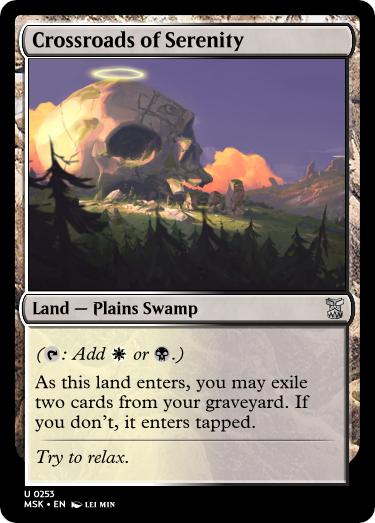 Crossroads of Serenity
Land — Plains Swamp
(: Add or .)
As this land enters, you may exile
two cards from your graveyard. If
you don't, it enters tapped.
Try to relax.
U 0253
MSK • EN LEI MIN